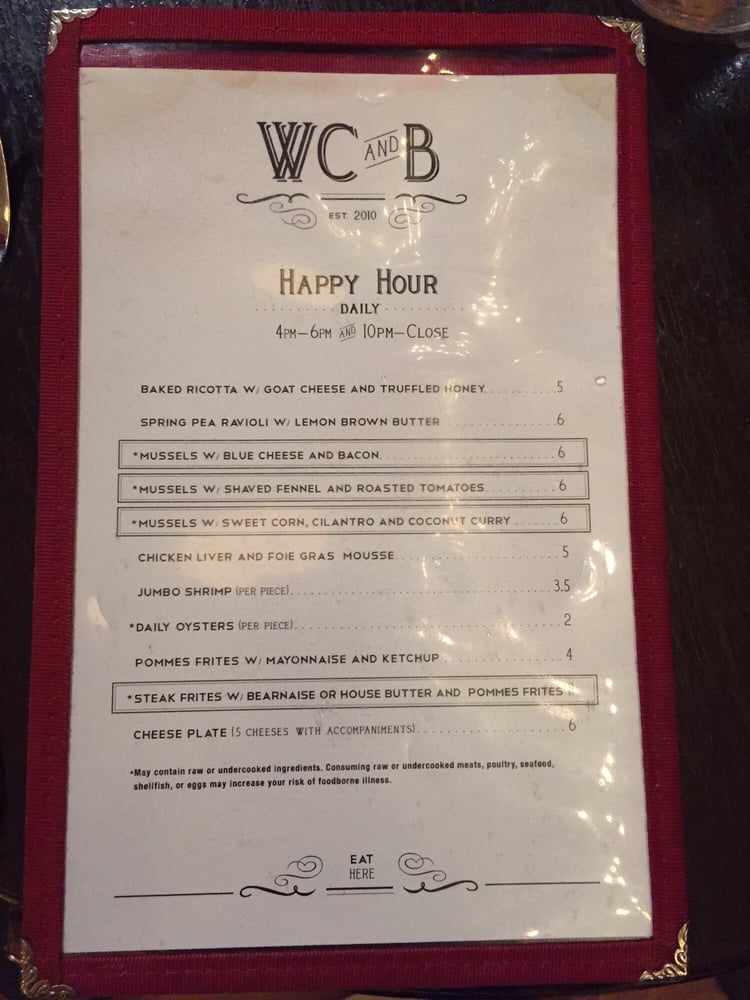 WC AND B
EST. 2010
HAPPY HOUR
DAILY
4PM–6PM AND 10PM–CLOSE
BAKED RICOTTA W/ GOAT CHEESE AND TRUFFLED HONEY..........5
SPRING PEA RAVIOLI W/ LEMON BROWN BUTTER..........6
*MUSSELS W/ BLUE CHEESE AND BACON..........6
*MUSSELS W/ SHAVED FENNEL AND ROASTED TOMATOES..........6
*MUSSELS W/ SWEET CORN, CILANTRO AND COCONUT CURRY.......6
CHICKEN LIVER AND FOIE GRAS MOUSSE..........5
JUMBO SHRIMP (PER PIECE)..........3.5
*DAILY OYSTERS (PER PIECE)..........2
POMMES FRITES W/ MAYONNAISE AND KETCHUP..........4
*STEAK FRITES W/ BEARNAISE OR HOUSE BUTTER AND POMMES FRITES
CHEESE PLATE (5 CHEESES WITH ACCOMPANIMENTS)..........6
*May contain raw or undercooked ingredients. Consuming raw or undercooked meats, poultry, seafood,
shellfish, or eggs may increase your risk of foodborne illness.
EAT
HERE